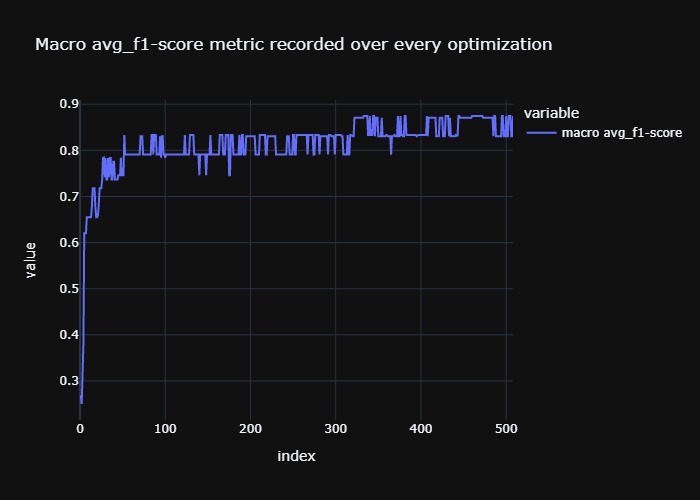 Macro avg_f1-score metric recorded over every optimization
variable
macro avg_f1-score
value
0.9
0.8
0.7
0.6
0.5
0.4
0.3
0 100 200 300 400 500
index